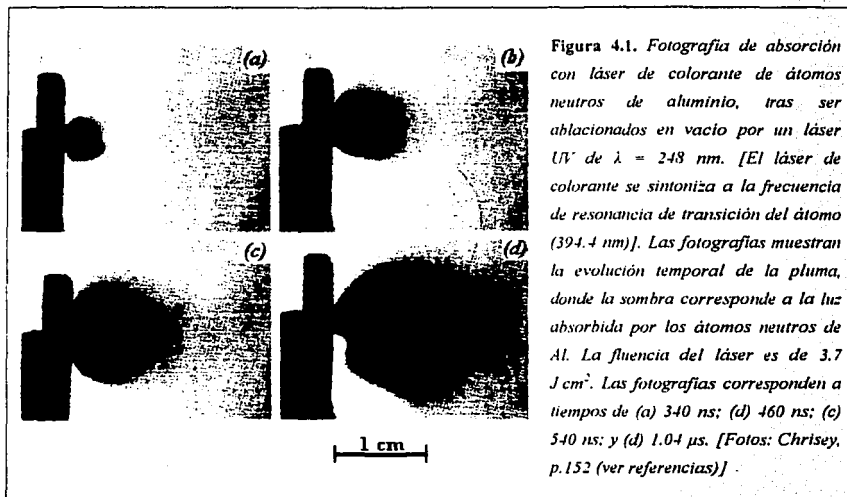 (a)
(b)
(c)
(d)
1 cm
Figura 4.1. Fotografía de absorción
con láser de colorante de átomos
neutros de aluminio, tras ser
ablacionados en vacío por un láser
UV de λ = 248 nm. [El láser de
colorante se sintoniza a la frecuencia
de resonancia de transición del átomo
(394.4 nm)]. Las fotografías muestran
la evolución temporal de la pluma,
donde la sombra corresponde a la luz
absorbida por los átomos neutros de
Al. La fluencia del láser es de 3.7
J cm². Las fotografías corresponden a
tiempos de (a) 340 ns; (d) 460 ns; (c)
540 ns; y (d) 1.04 μs. [Fotos: Chrisey,
p.152 (ver referencias)]